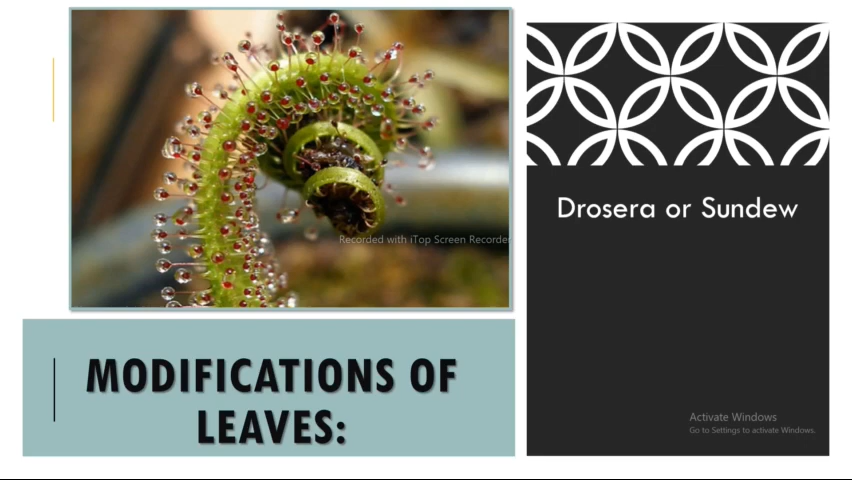 Recorded with iTop Screen Recorder
Drosera or Sundew
MODIFICATIONS OF
LEAVES:
Activate Windows
Go to Settings to activate Windows.